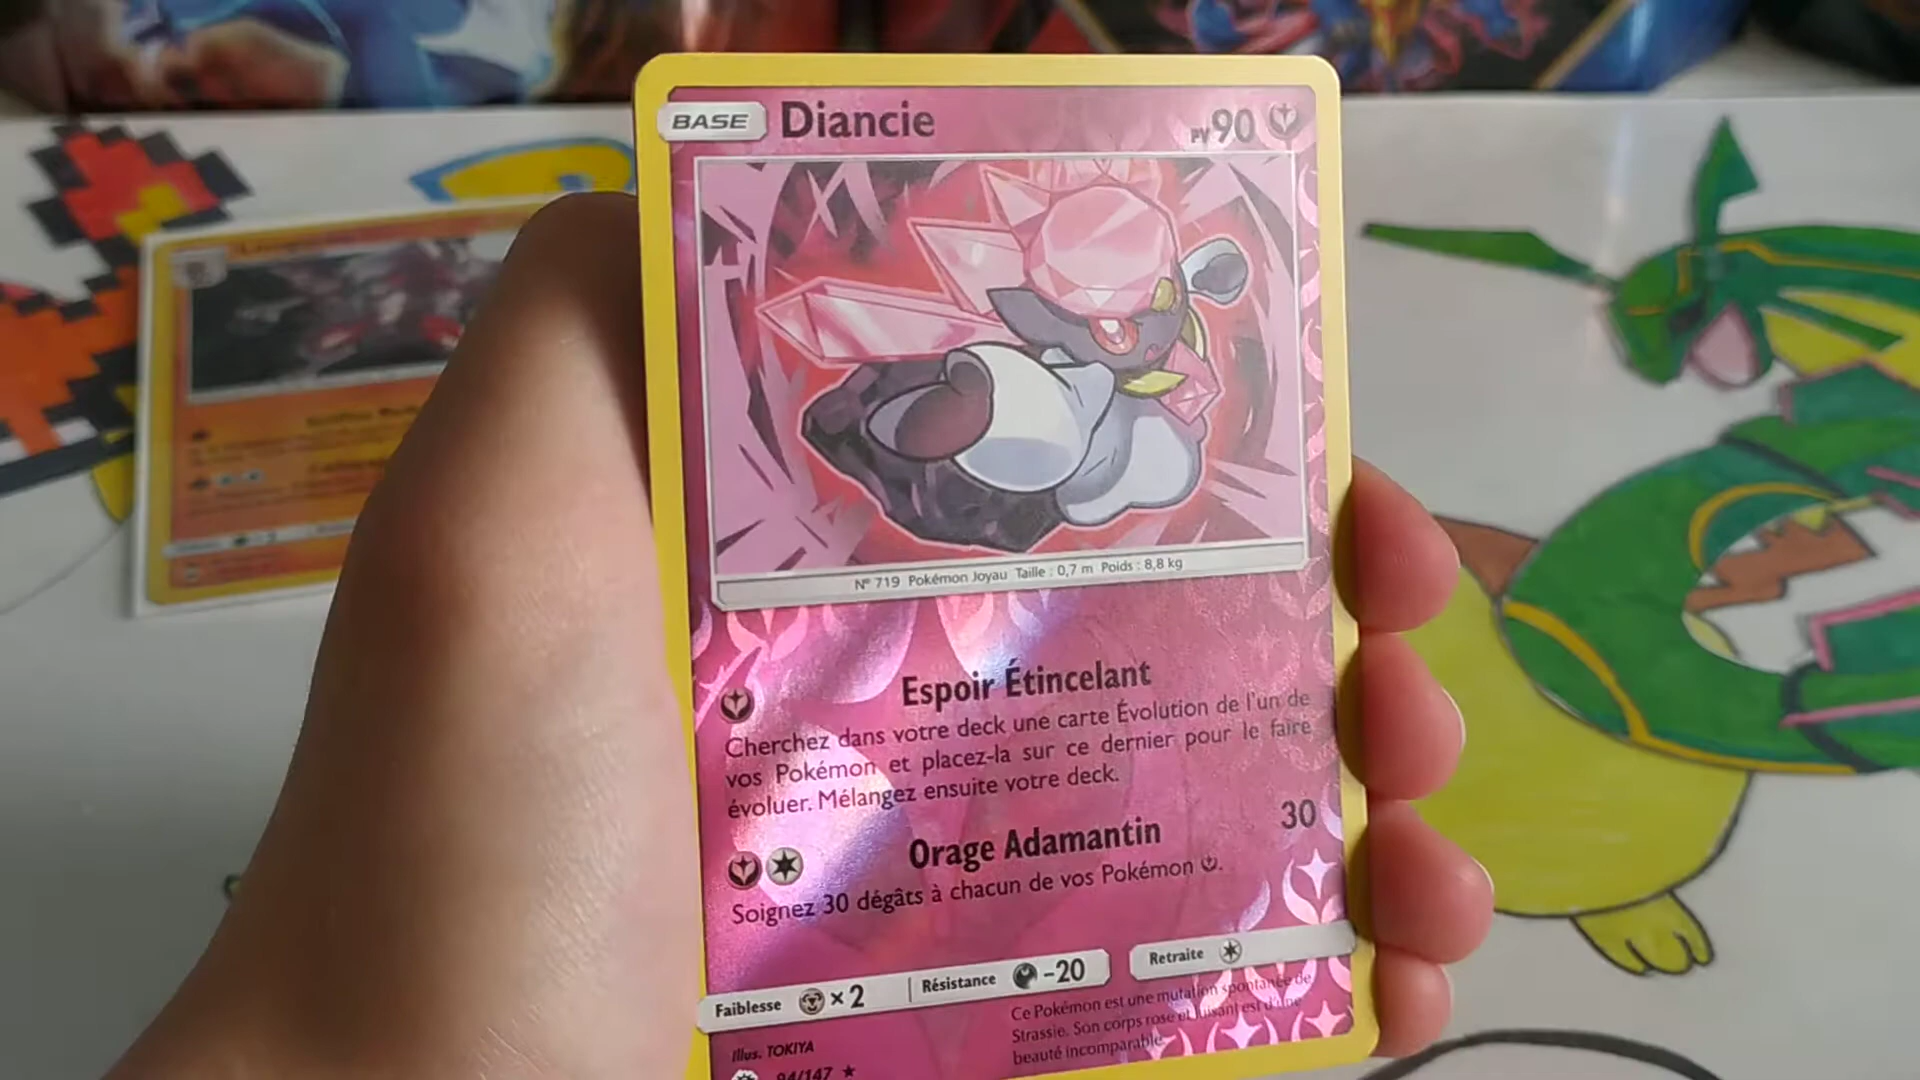 BASE Diancie PV 90
N° 719 Pokémon Joyau Taille : 0,7 m Poids : 8,8 kg
Espoir Étincelant
Cherchez dans votre deck une carte Évolution de l'un de
vos Pokémon et placez-la sur ce dernier pour le faire
évoluer. Mélangez ensuite votre deck.
Orage Adamantin 30
Soignez 30 dégâts à chacun de vos Pokémon
Faiblesse ×2 Résistance -20 Retraite
Ce Pokémon est une mutation spontanée de
Strassie. Son corps rose et luisant est d'une
beauté incomparable.
Illus. TOKIYA
94/147 ★